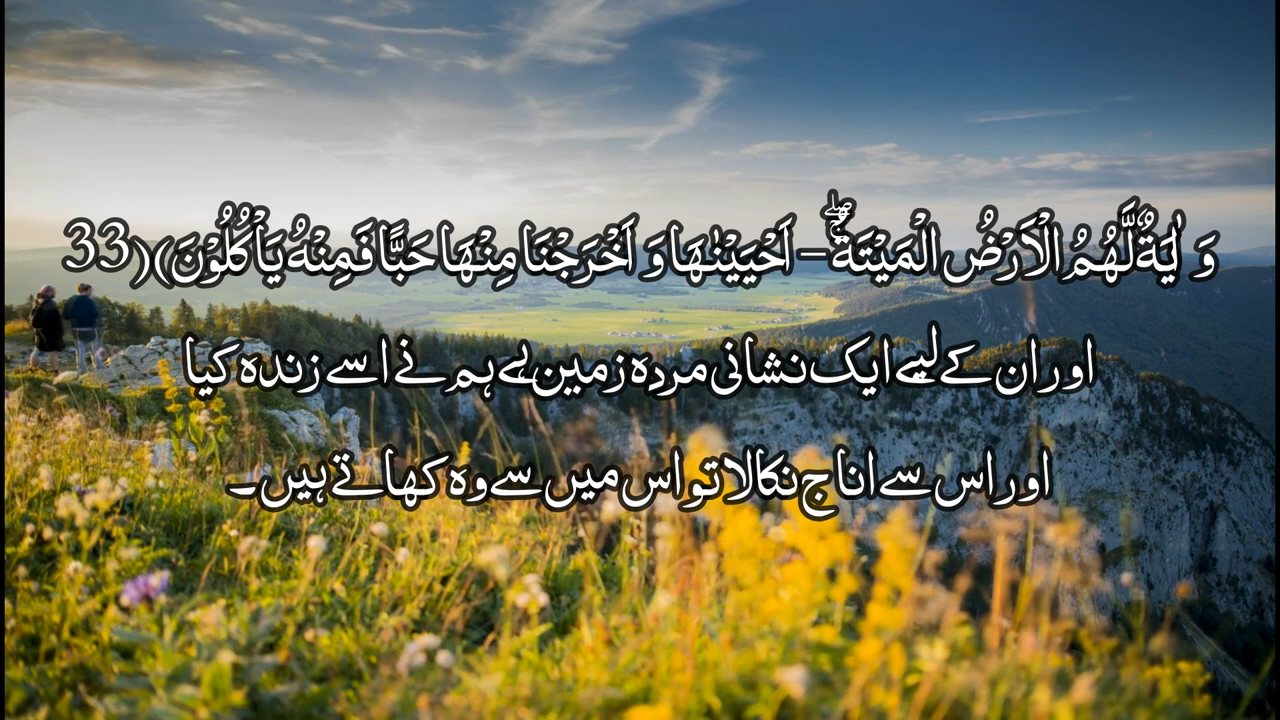 وَ اٰیَةٌ لَّهُمُ الْاَرْضُ الْمَیْتَةُ ۚۖ- اَحْیَیْنٰهَا وَ اَخْرَجْنَا مِنْهَا حَبًّا فَمِنْهُ یَاْكُلُوْنَ)(33
اور ان کے لیے ایک نشانی مردہ زمین ہے ہم نے اسے زندہ کیا
اور اس سے اناج نکالا تو اس میں سے وہ کھاتے ہیں۔